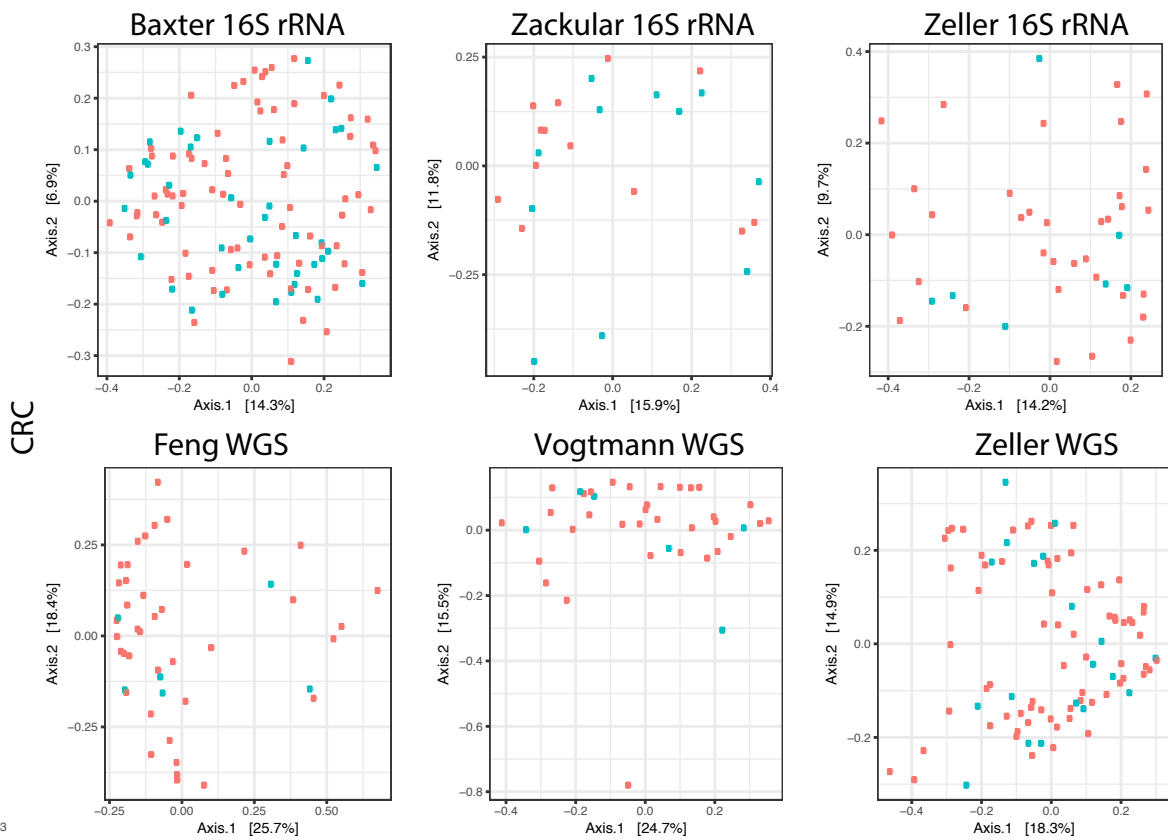 Baxter 16S rRNA
Zackular 16S rRNA
Zeller 16S rRNA
0.3
0.2
0.1
0.0
−0.1
−0.2
−0.3
Axis.2 [6.9%]
−0.4
−0.2
0.0
0.2
Axis.1 [14.3%]
0.25
0.00
−0.25
Axis.2 [11.8%]
−0.2
0.0
0.2
0.4
Axis.1 [15.9%]
0.4
0.2
0.0
−0.2
Axis.2 [9.7%]
−0.4
−0.2
0.0
0.2
Axis.1 [14.2%]
CRC
Feng WGS
Vogtmann WGS
Zeller WGS
0.25
0.00
−0.25
Axis.2 [18.4%]
−0.25
0.00
0.25
0.50
Axis.1 [25.7%]
0.0
−0.2
−0.4
−0.6
−0.8
Axis.2 [15.5%]
−0.4
−0.2
0.0
0.2
Axis.1 [24.7%]
0.2
0.0
−0.2
Axis.2 [14.9%]
−0.4
−0.2
0.0
0.2
Axis.1 [18.3%]
3